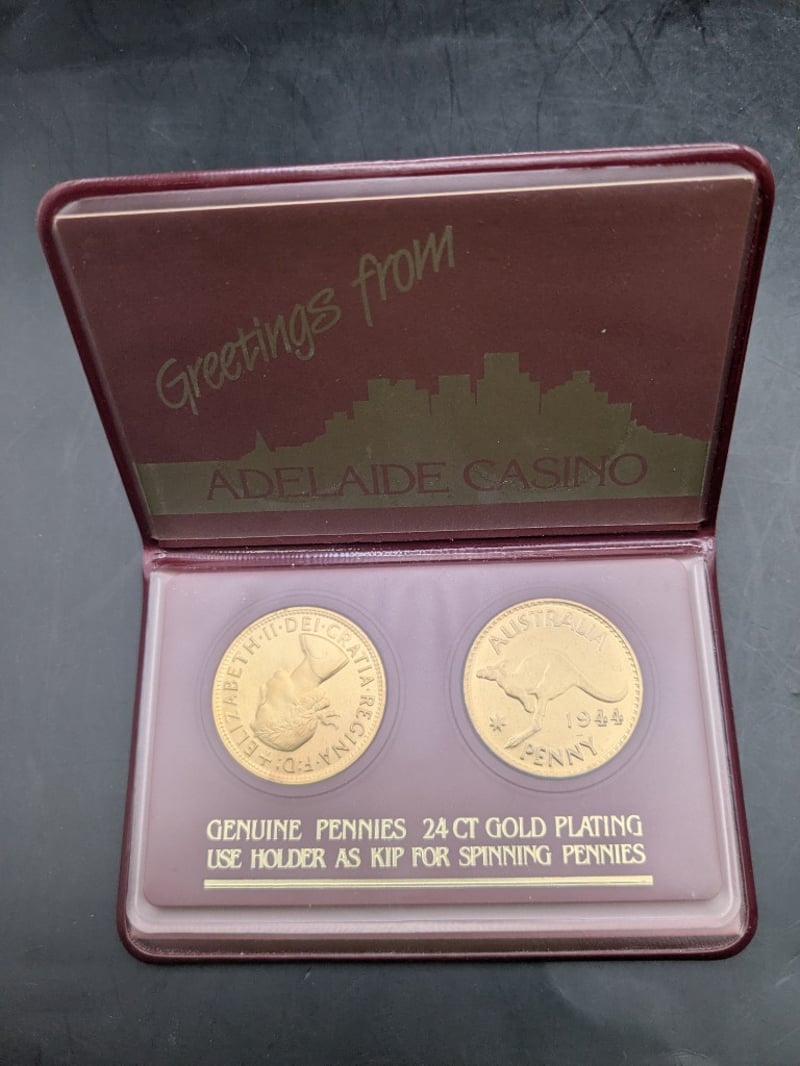 Greetings from
ADELAIDE CASINO
+ELIZABETH·II·DEI·GRATIA·REGINA·F:D:
AUSTRALIA
1944
PENNY
GENUINE PENNIES 24 CT GOLD PLATING
USE HOLDER AS KIP FOR SPINNING PENNIES